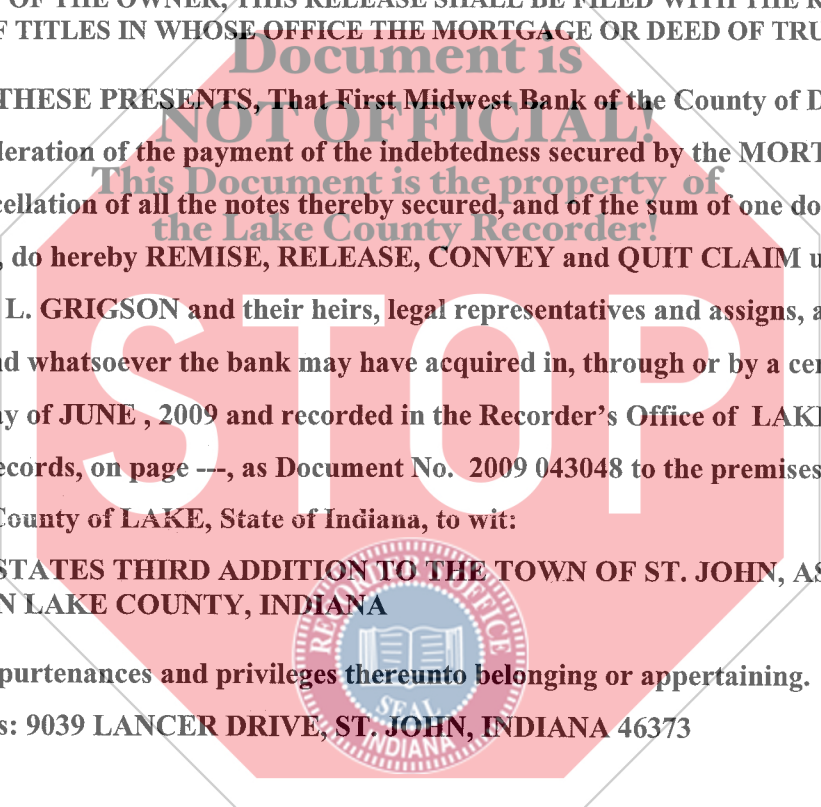 OF THE OWNER, THIS RELEASE SHALL BE FILED WITH THE R
F TITLES IN WHOSE OFFICE THE MORTGAGE OR DEED OF TRU
Document is
THESE PRESENTS, That First Midwest Bank of the County of D
NOT OFFICIAL!
deration of the payment of the indebtedness secured by the MORT
This Document is the property of
cellation of all the notes thereby secured, and of the sum of one do
the Lake County Recorder!
, do hereby REMISE, RELEASE, CONVEY and QUIT CLAIM u
L. GRIGSON and their heirs, legal representatives and assigns, a
nd whatsoever the bank may have acquired in, through or by a cer
STOP
ay of JUNE , 2009 and recorded in the Recorder's Office of LAKE
ecords, on page ---, as Document No. 2009 043048 to the premises
County of LAKE, State of Indiana, to wit:
STATES THIRD ADDITION TO THE TOWN OF ST. JOHN, AS
N LAKE COUNTY, INDIANA
RECORDER'S OFFICE
purtenances and privileges thereunto belonging or appertaining.
SEAL
s: 9039 LANCER DRIVE, ST. JOHN, INDIANA 46373
INDIANA